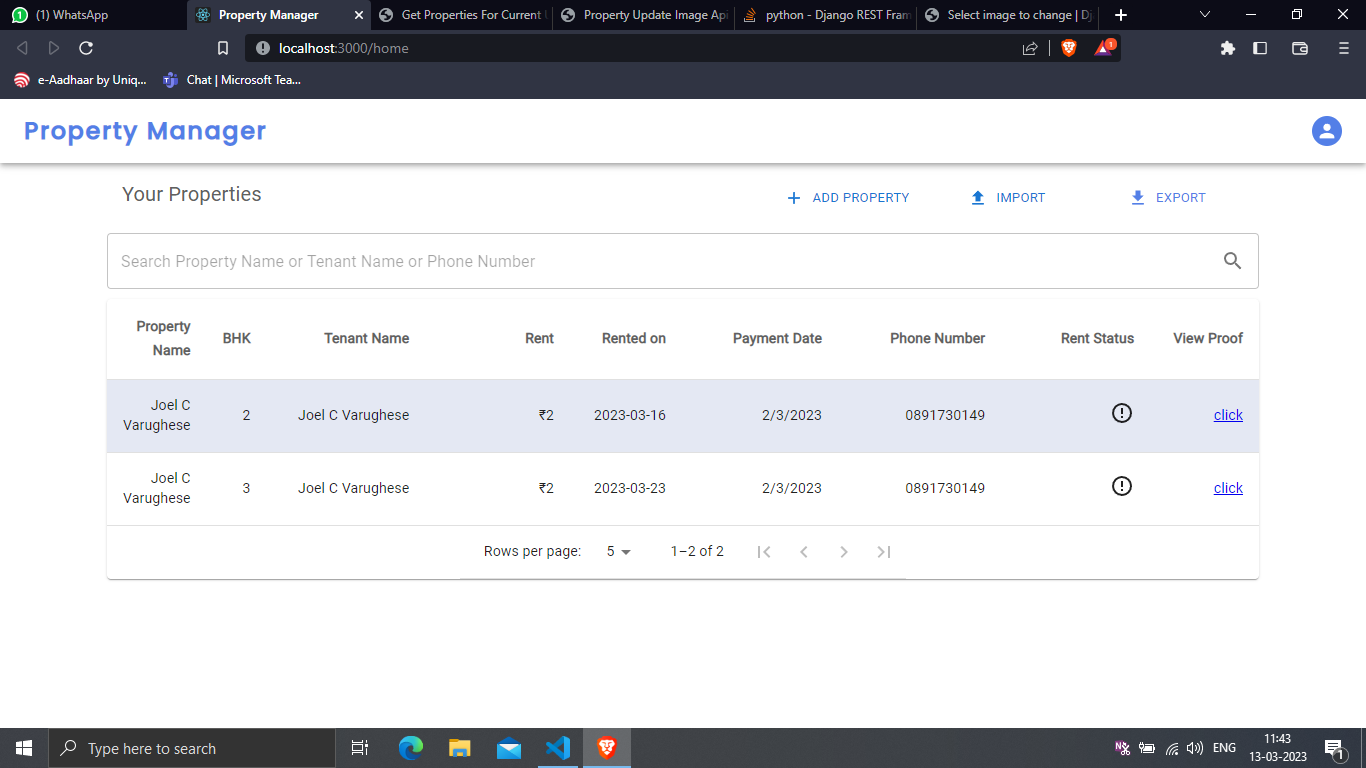 1 (1) WhatsApp
Property Manager
Get Properties For Current
Property Update Image Api
python - Django REST Fram
Select image to change | Dj
localhost:3000/home
1
e-Aadhaar by Uniq...
Chat | Microsoft Tea...
Property Manager
Your Properties
ADD PROPERTY
IMPORT
EXPORT
Search Property Name or Tenant Name or Phone Number
Property Name BHK Tenant Name Rent Rented on Payment Date Phone Number Rent Status View Proof
Joel C Varughese 2 Joel C Varughese ₹2 2023-03-16 2/3/2023 0891730149 click
Joel C Varughese 3 Joel C Varughese ₹2 2023-03-23 2/3/2023 0891730149 click
Rows per page: 5 1–2 of 2
Type here to search
ENG
11:43
13-03-2023
1